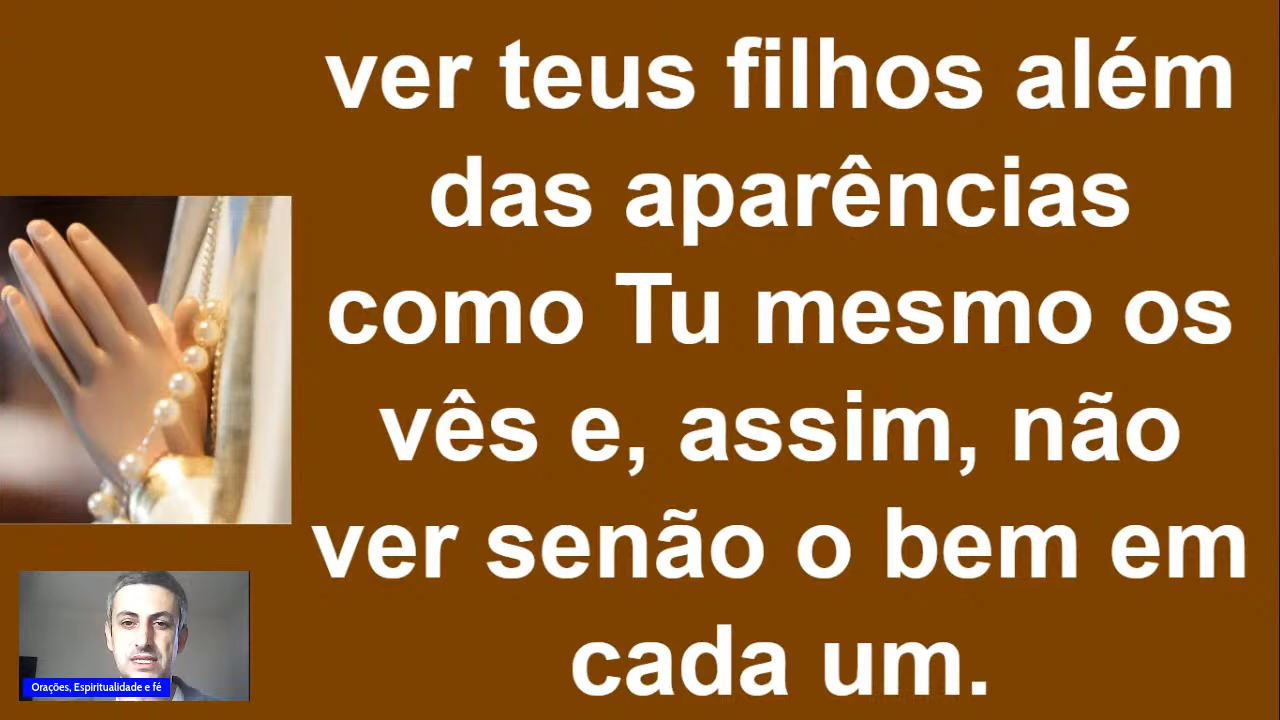 ver teus filhos além
das aparências
como Tu mesmo os
vês e, assim, não
ver senão o bem em
cada um.
Orações, Espiritualidade e fé